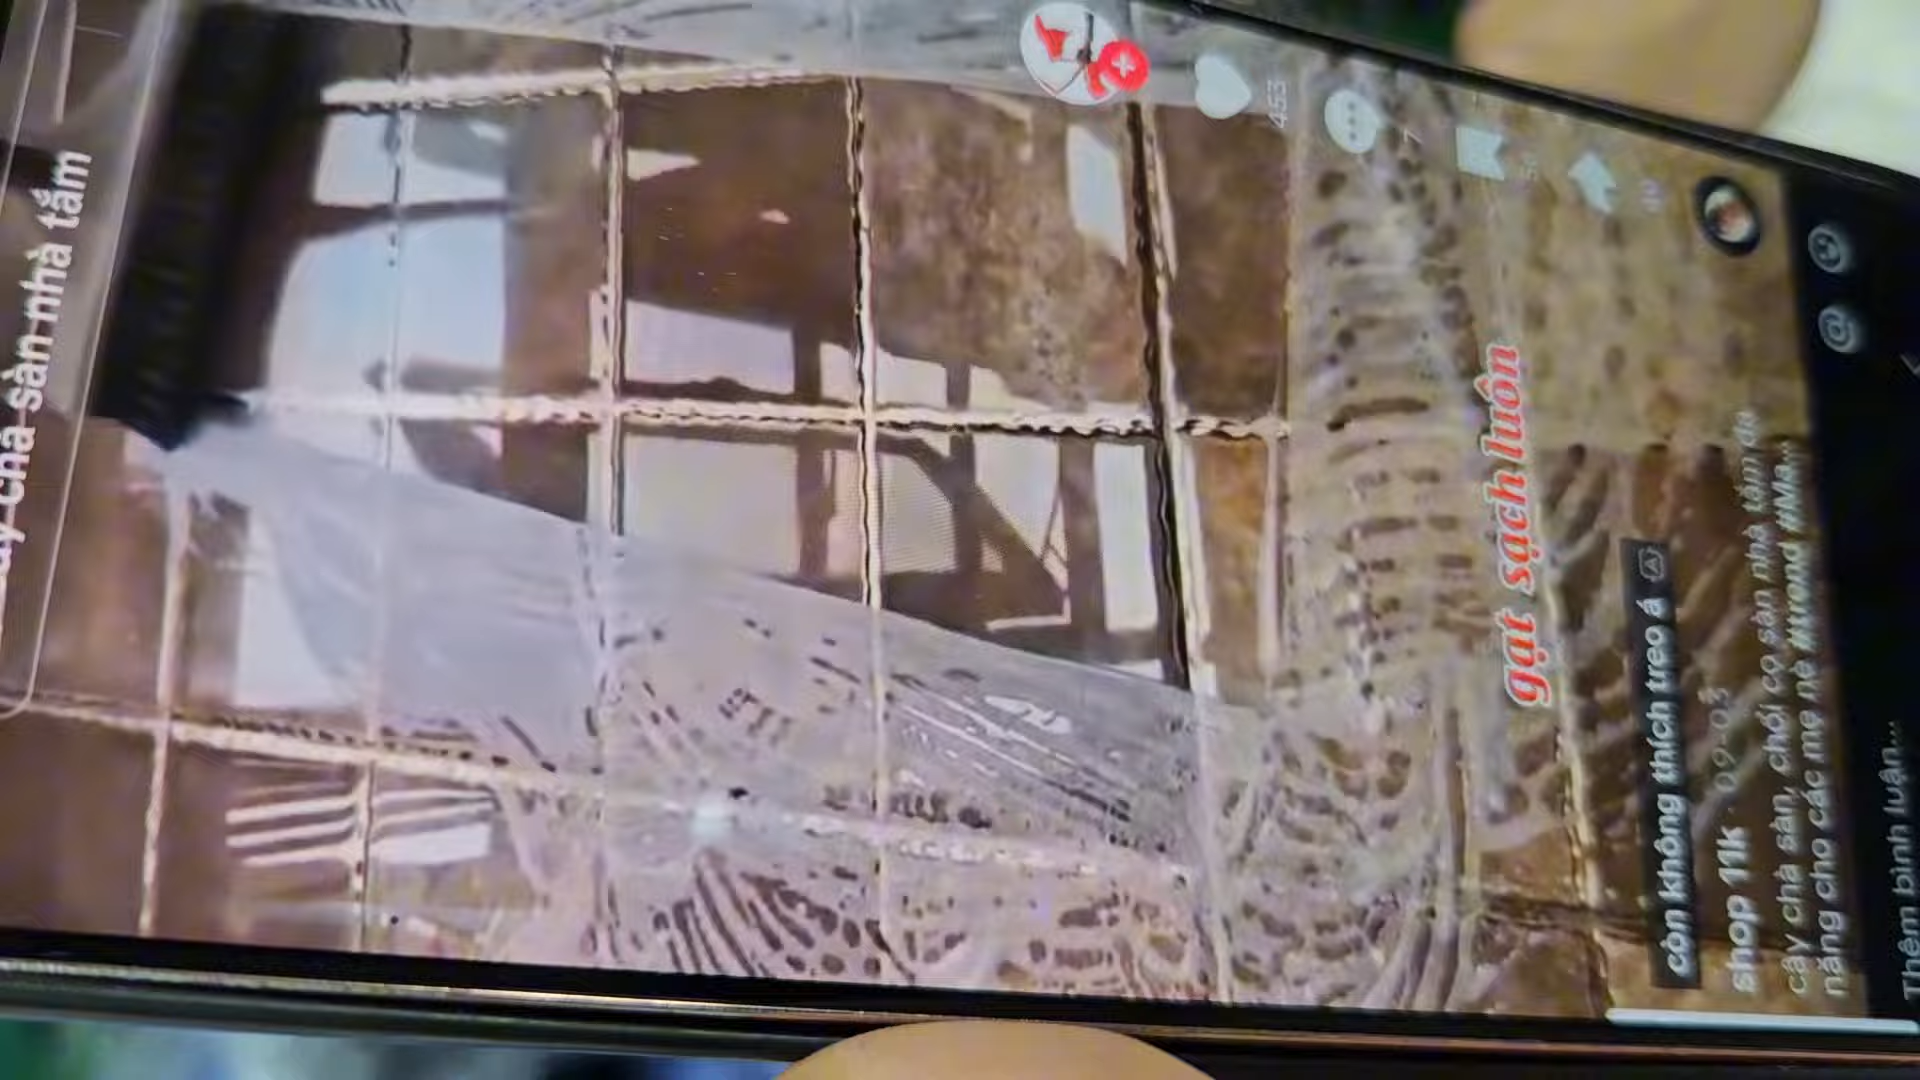 chà sàn nhà tắm
453
7
gạt sạch luôn
còn không thích treo á
shop 11k · 09-03
cây chà sàn, chổi cọ sàn nhà tắm đa
năng cho các mẹ nè #trend #Ma...
Thêm bình luận...